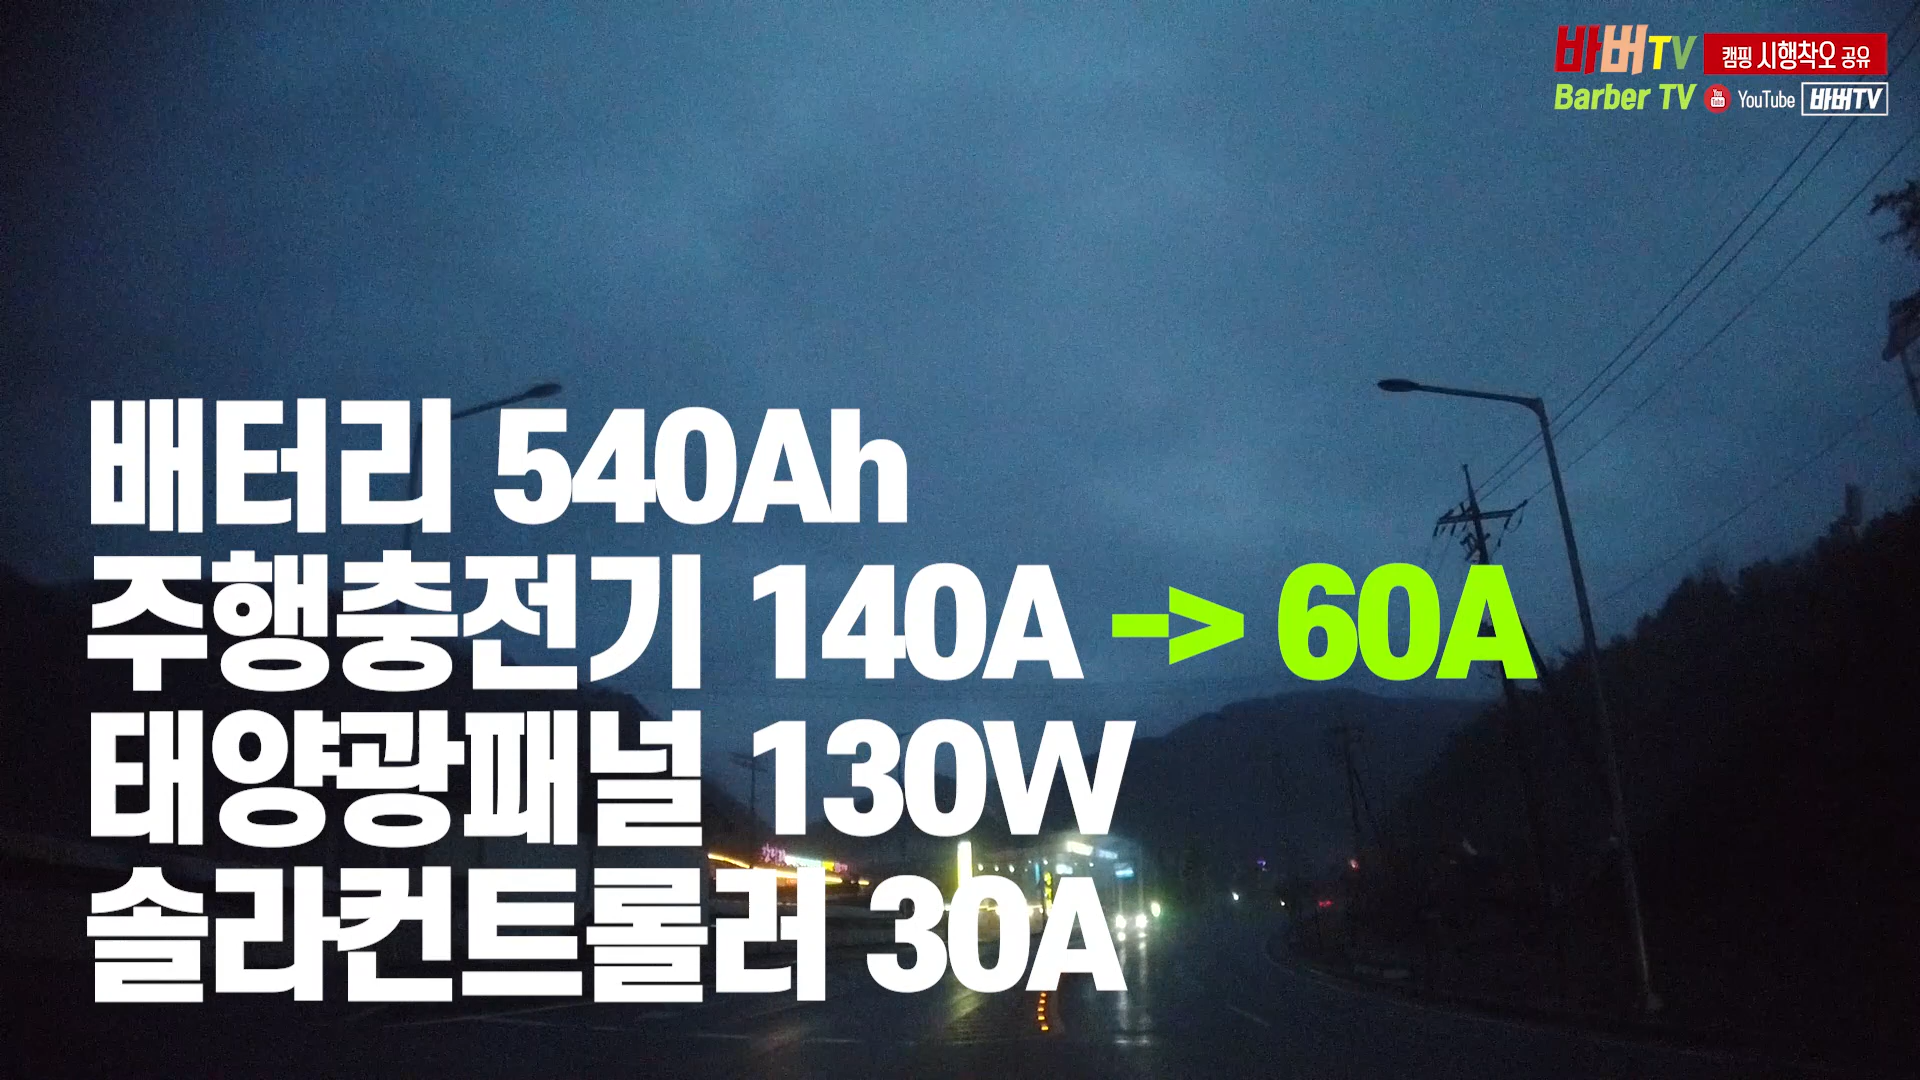 바버TV 캠핑 시행착오 공유
Barber TV You Tube YouTube 바버TV
배터리 540Ah
주행충전기 140A -> 60A
태양광패널 130W
솔라컨트롤러 30A